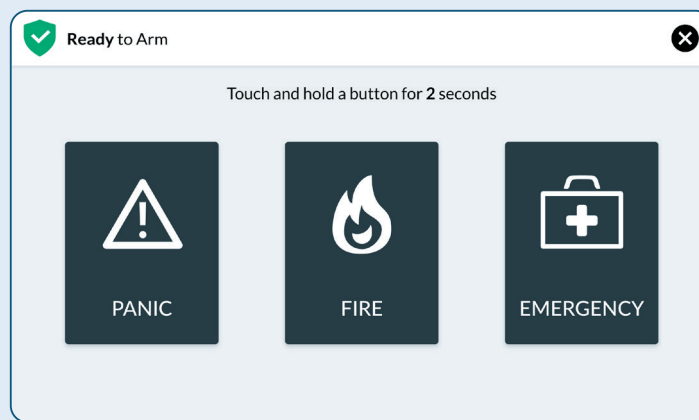 Ready to Arm
Touch and hold a button for 2 seconds
PANIC
FIRE
EMERGENCY